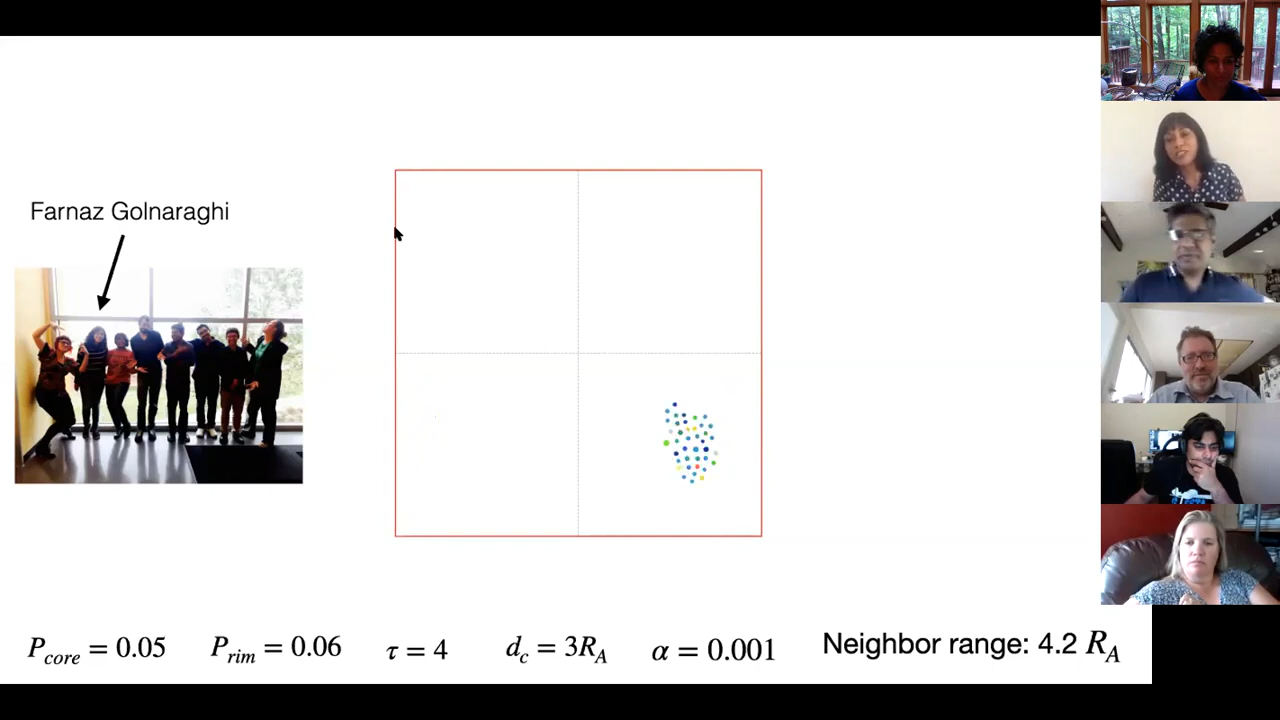 Farnaz Golnaraghi
P_core = 0.05 P_rim = 0.06 τ = 4 d_c = 3R_A α = 0.001 Neighbor range: 4.2 R_A